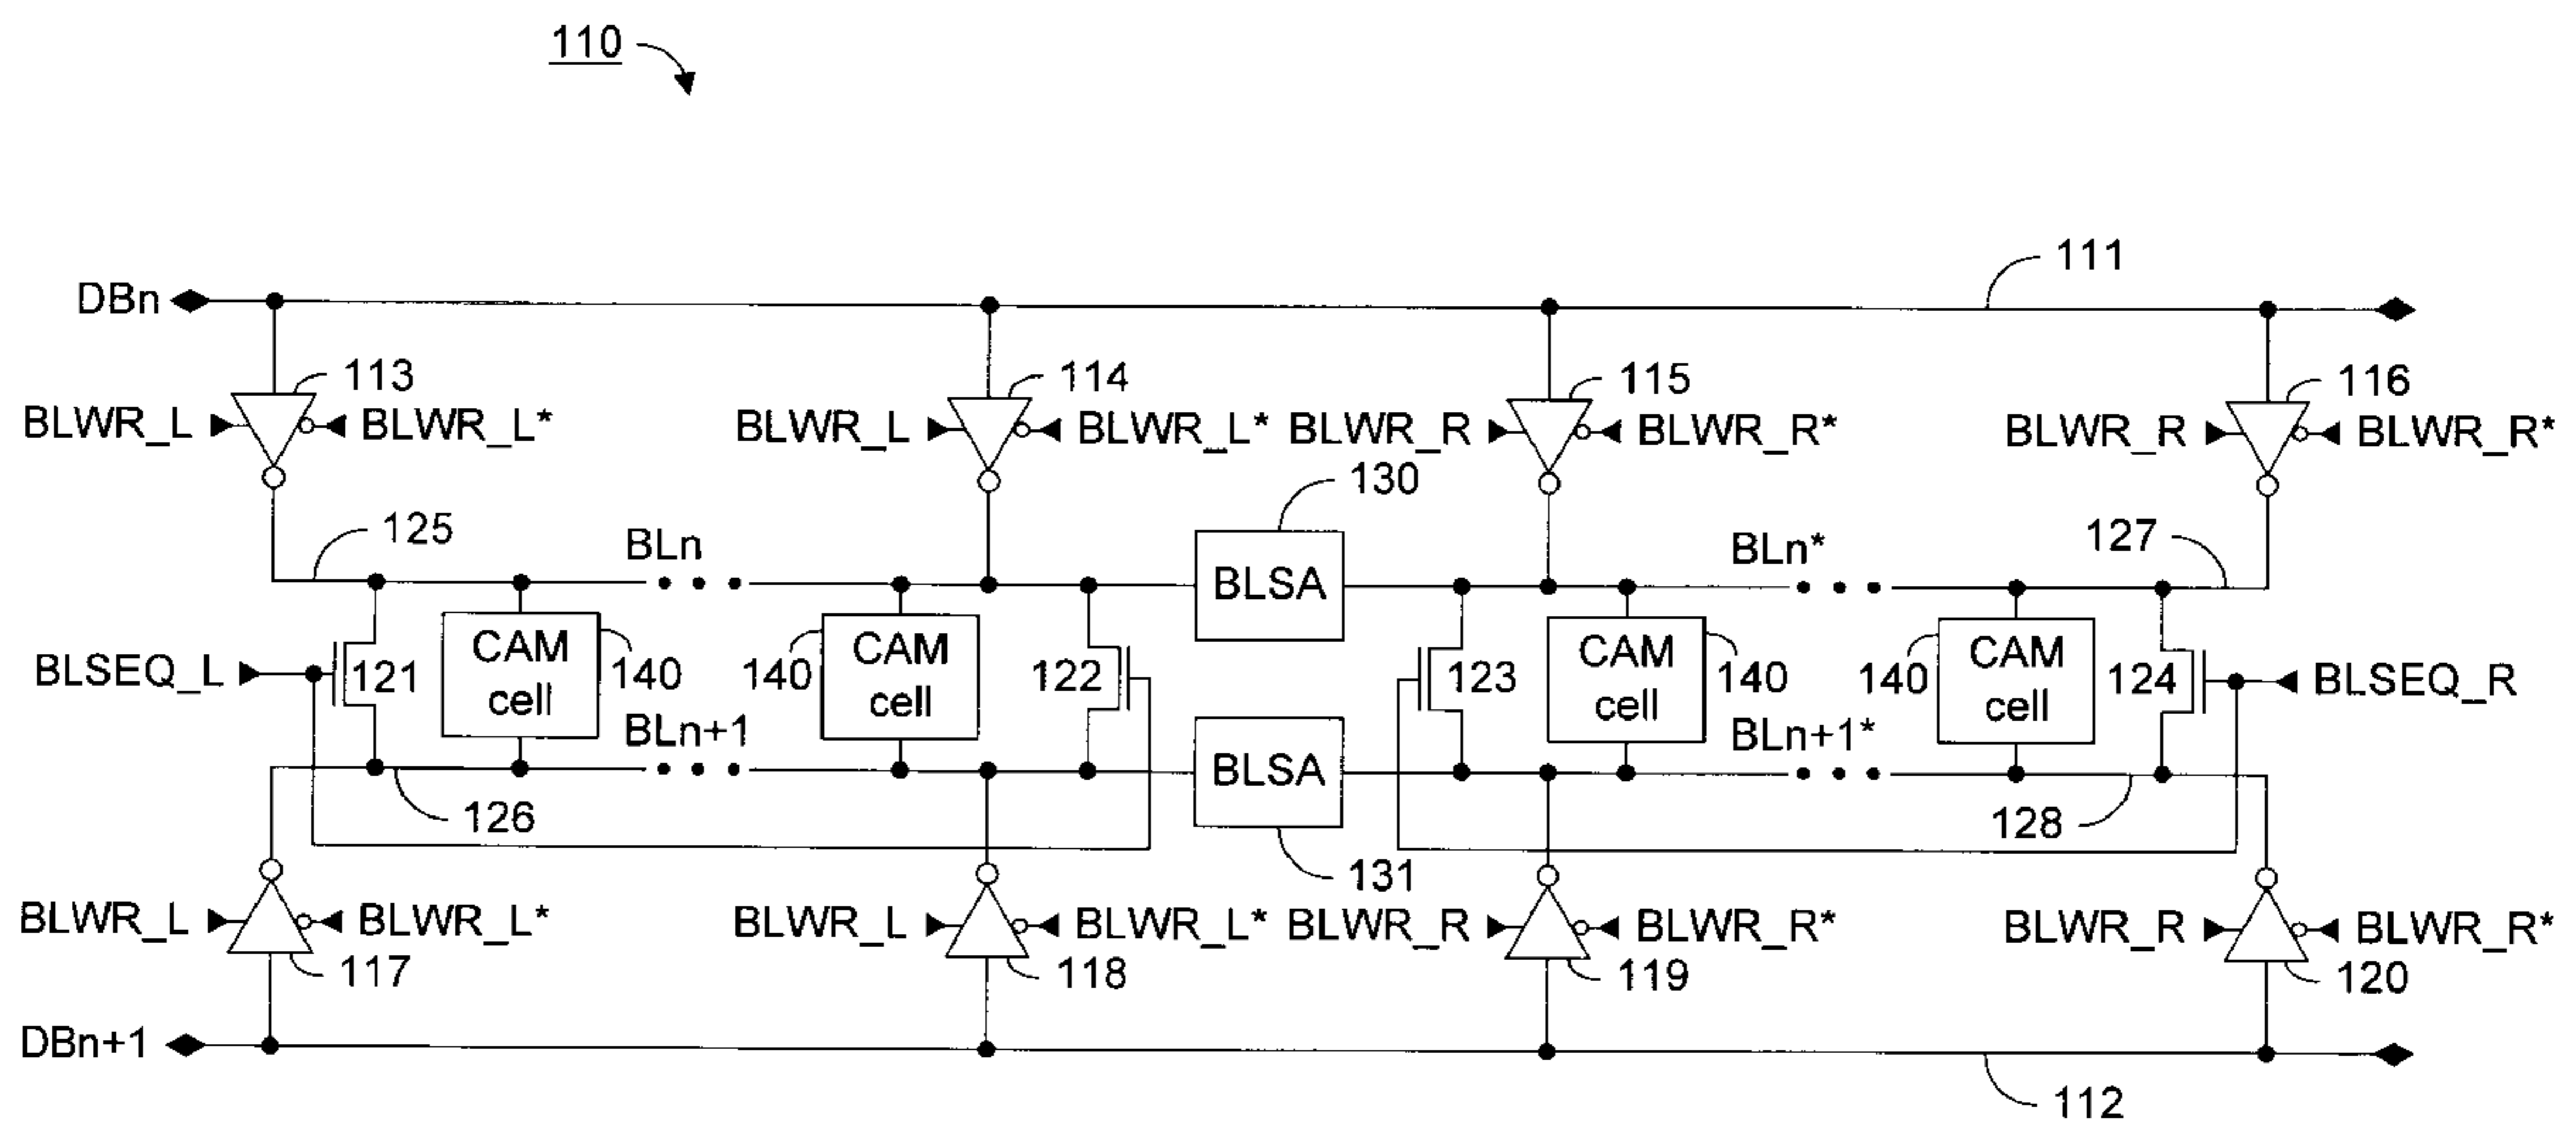 110
111
DBn
113
114
115
116
BLWR_L
BLWR_L*
BLWR_L
BLWR_L*
BLWR_R
BLWR_R*
BLWR_R
BLWR_R*
130
125
BLn
BLn*
127
BLSA
CAM
cell
CAM
cell
CAM
cell
CAM
cell
BLSEQ_L
121
140
140
122
123
140
140
124
BLSEQ_R
BLn+1
BLn+1*
BLSA
126
128
131
BLWR_L
BLWR_L*
BLWR_L
BLWR_L*
BLWR_R
BLWR_R*
BLWR_R
BLWR_R*
117
118
119
120
DBn+1
112